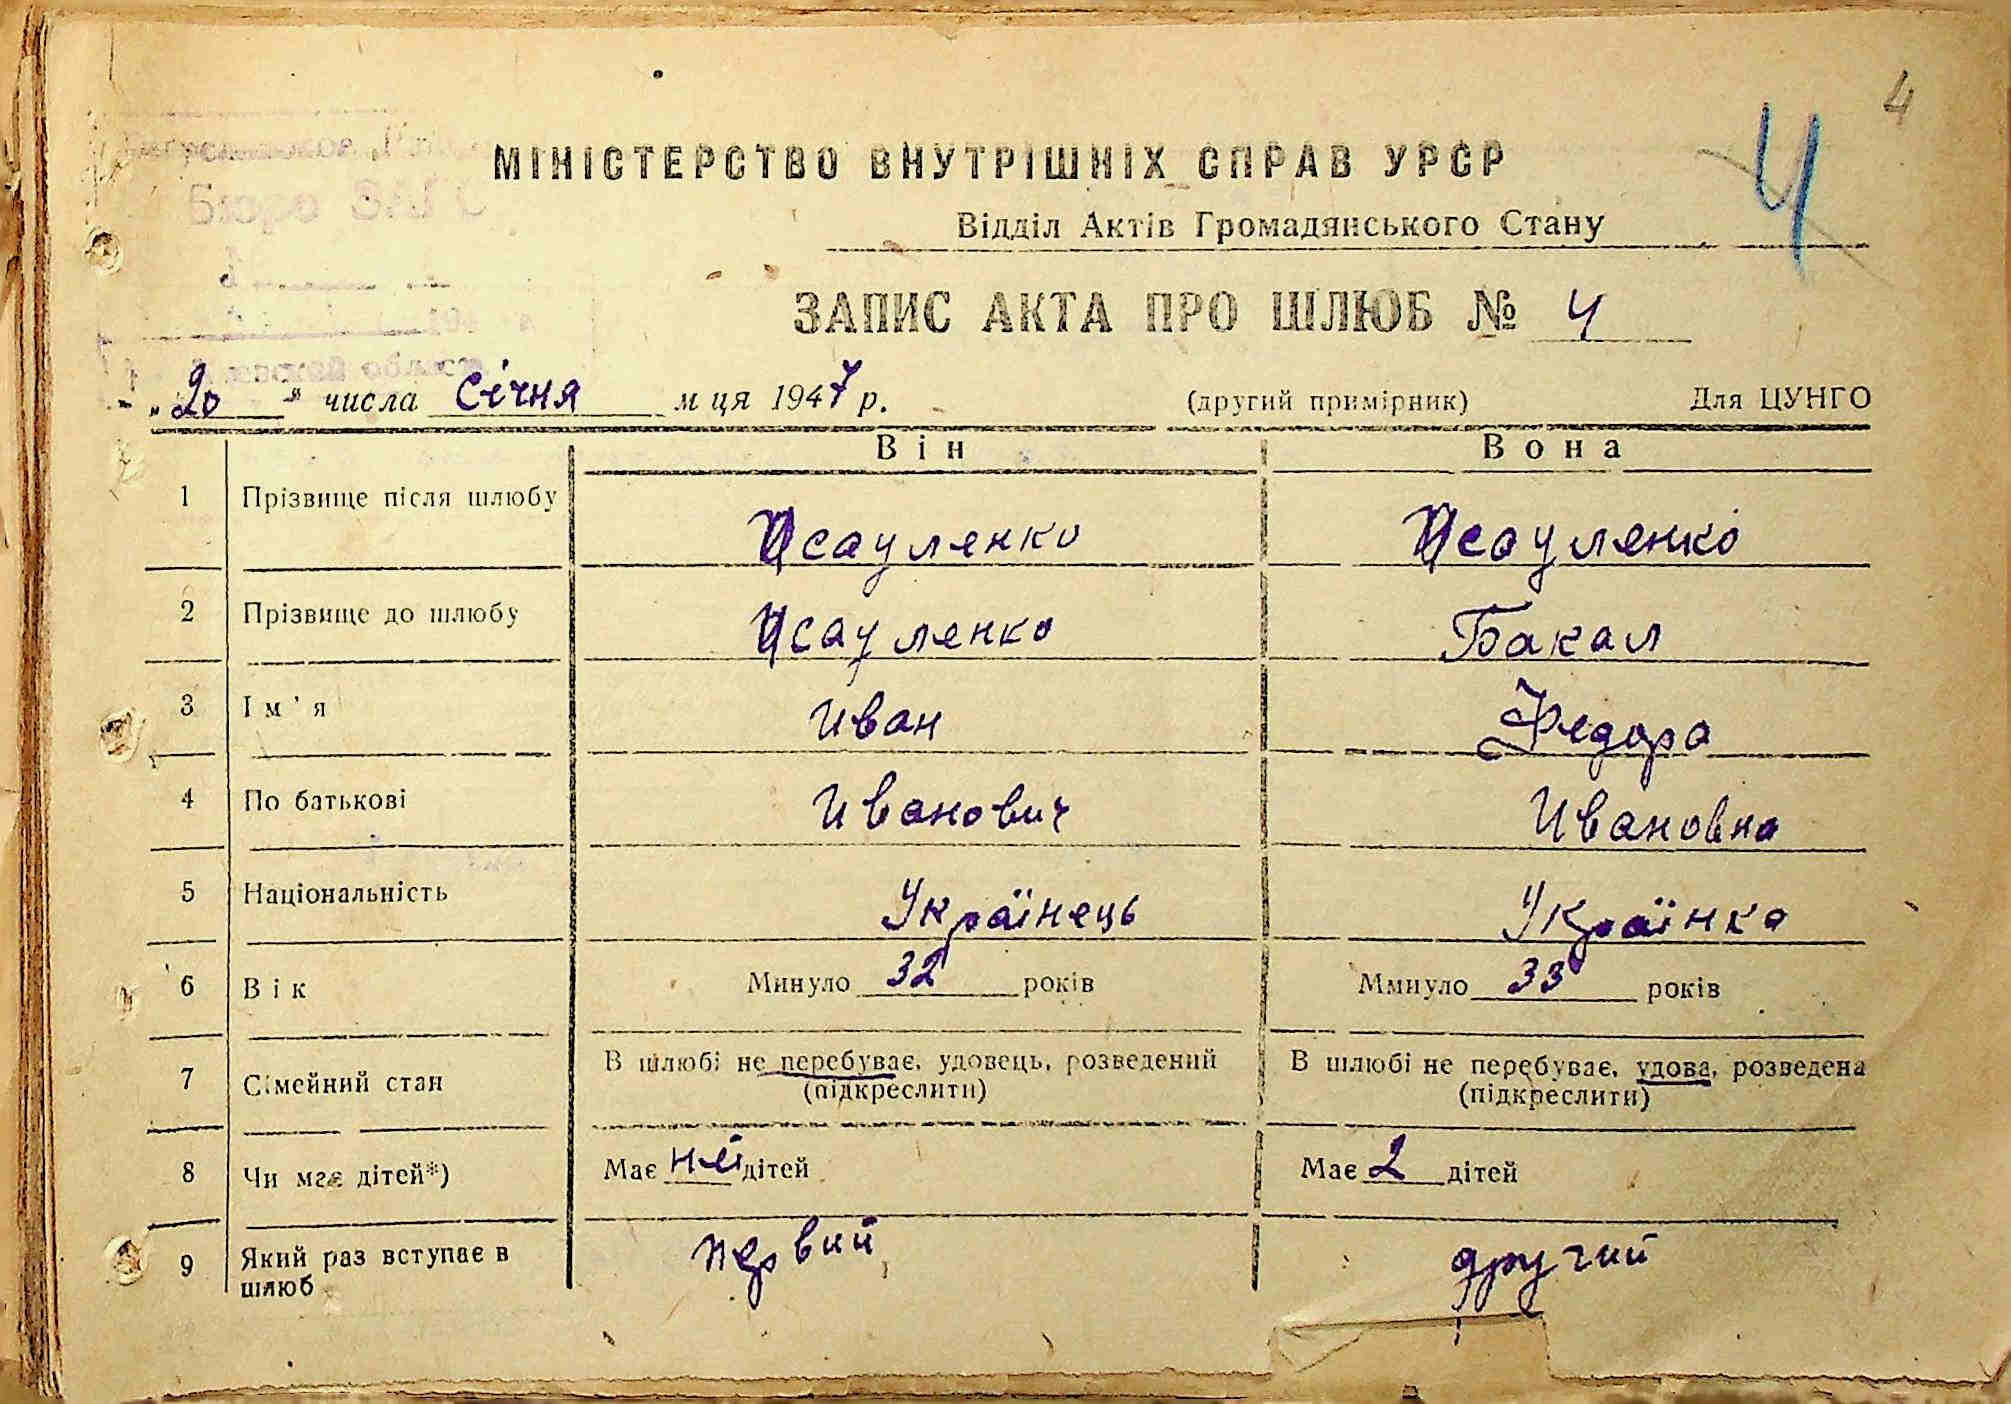 4
Ч
МІНІСТЕРСТВО ВНУТРІШНІХ СПРАВ УРСР
Бюро
Відділ Актів Громадянського Стану
ЗАПИС АКТА ПРО ШЛЮБ № 4
„20" числа Січня м ця 1947 р. (другий примірник) Для ЦУНГО
Він Вона
1 Прізвище після шлюбу Исауленко Исауленко
2 Прізвище до шлюбу Исауленко Бакал
3 Ім'я Иван Федора
4 По батькові Иванович Ивановна
5 Національність Українець Українка
6 Вік Минуло 32 років Минуло 33 років
7 Сімейний стан В шлюбі не перебуває, удовець, розведений В шлюбі не перебуває, удова, розведена
(підкреслити) (підкреслити)
8 Чи має дітей*) Має дітей Має 2 дітей
9 Який раз вступає в первий другий
шлюб